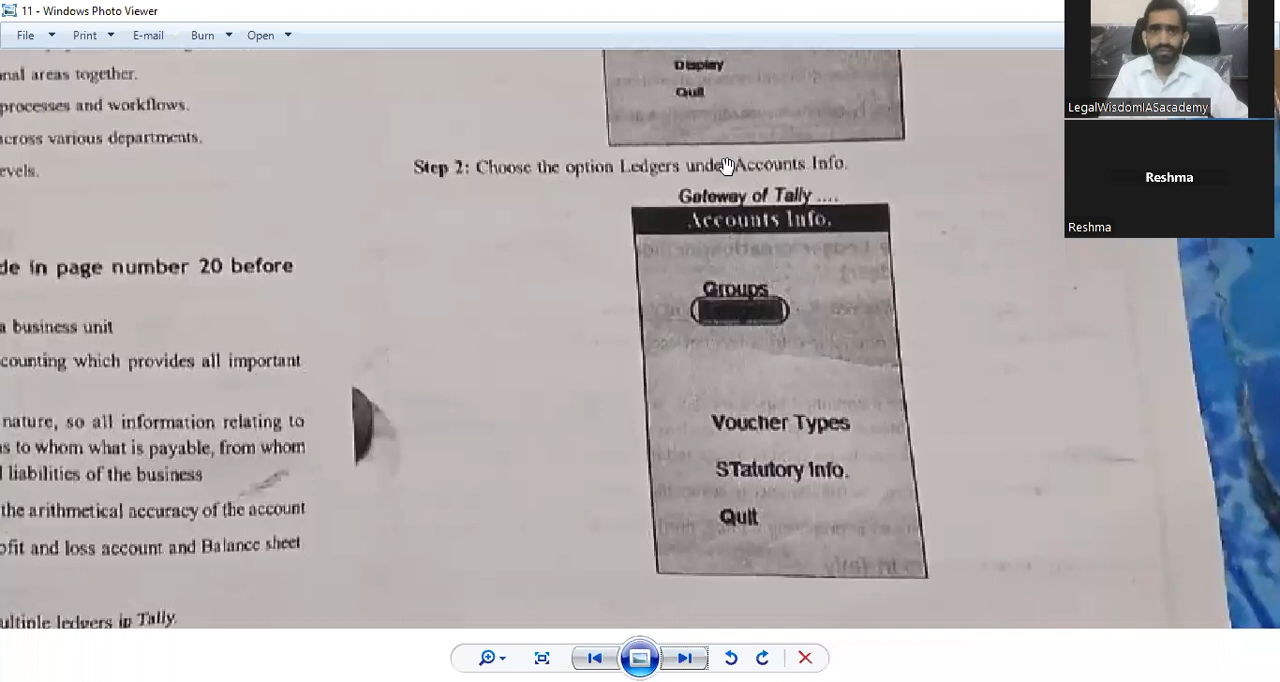 11 - Windows Photo Viewer
File Print E-mail Burn Open
LegalWisdomIASacademy
Reshma
Reshma
nal areas together.
processes and workflows.
across various departments.
evels.
de in page number 20 before
a business unit
counting which provides all important
nature, so all information relating to
as to whom what is payable, from whom
l liabilities of the business
the arithmetical accuracy of the account
ofit and loss account and Balance sheet
ultiple ledgers in Tally.
Display
Quit
Step 2: Choose the option Ledgers under Accounts Info.
Gateway of Tally ....
Accounts Info.
Groups
Voucher Types
STatutory Info.
Quit